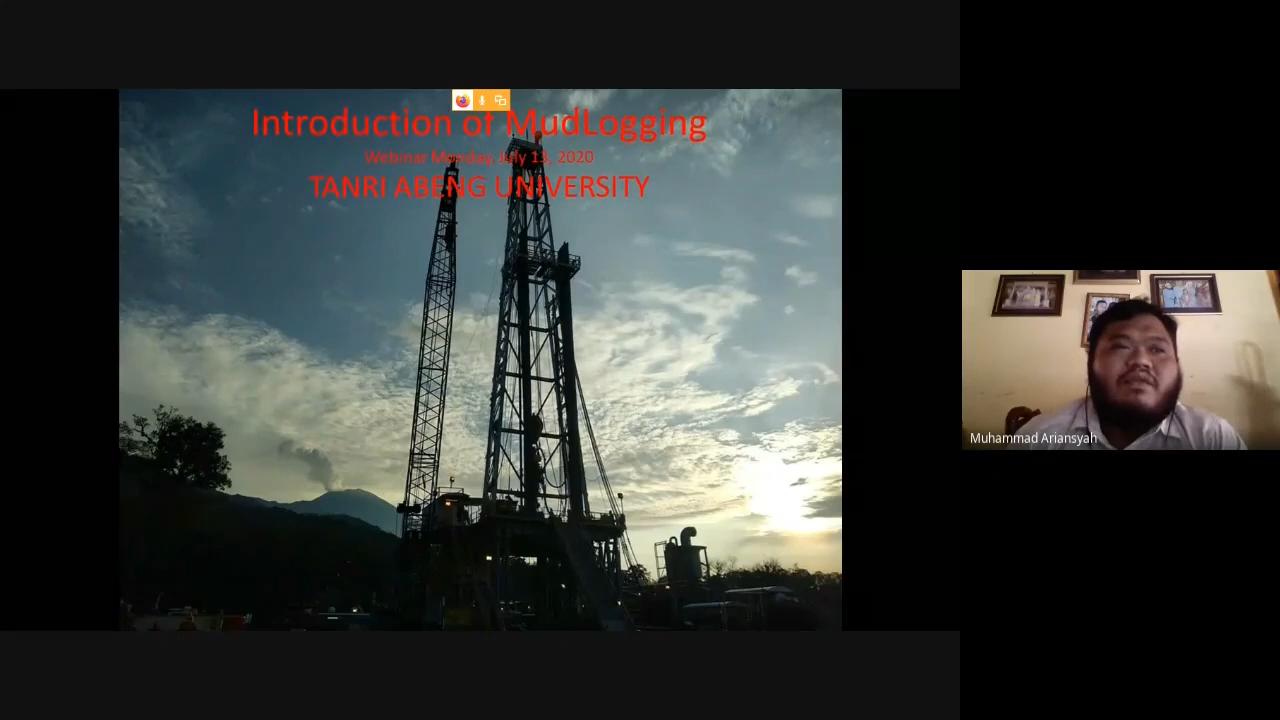 Introduction of MudLogging
Webinar Monday, July 13, 2020
TANRI ABENG UNIVERSITY
Muhammad Ariansyah